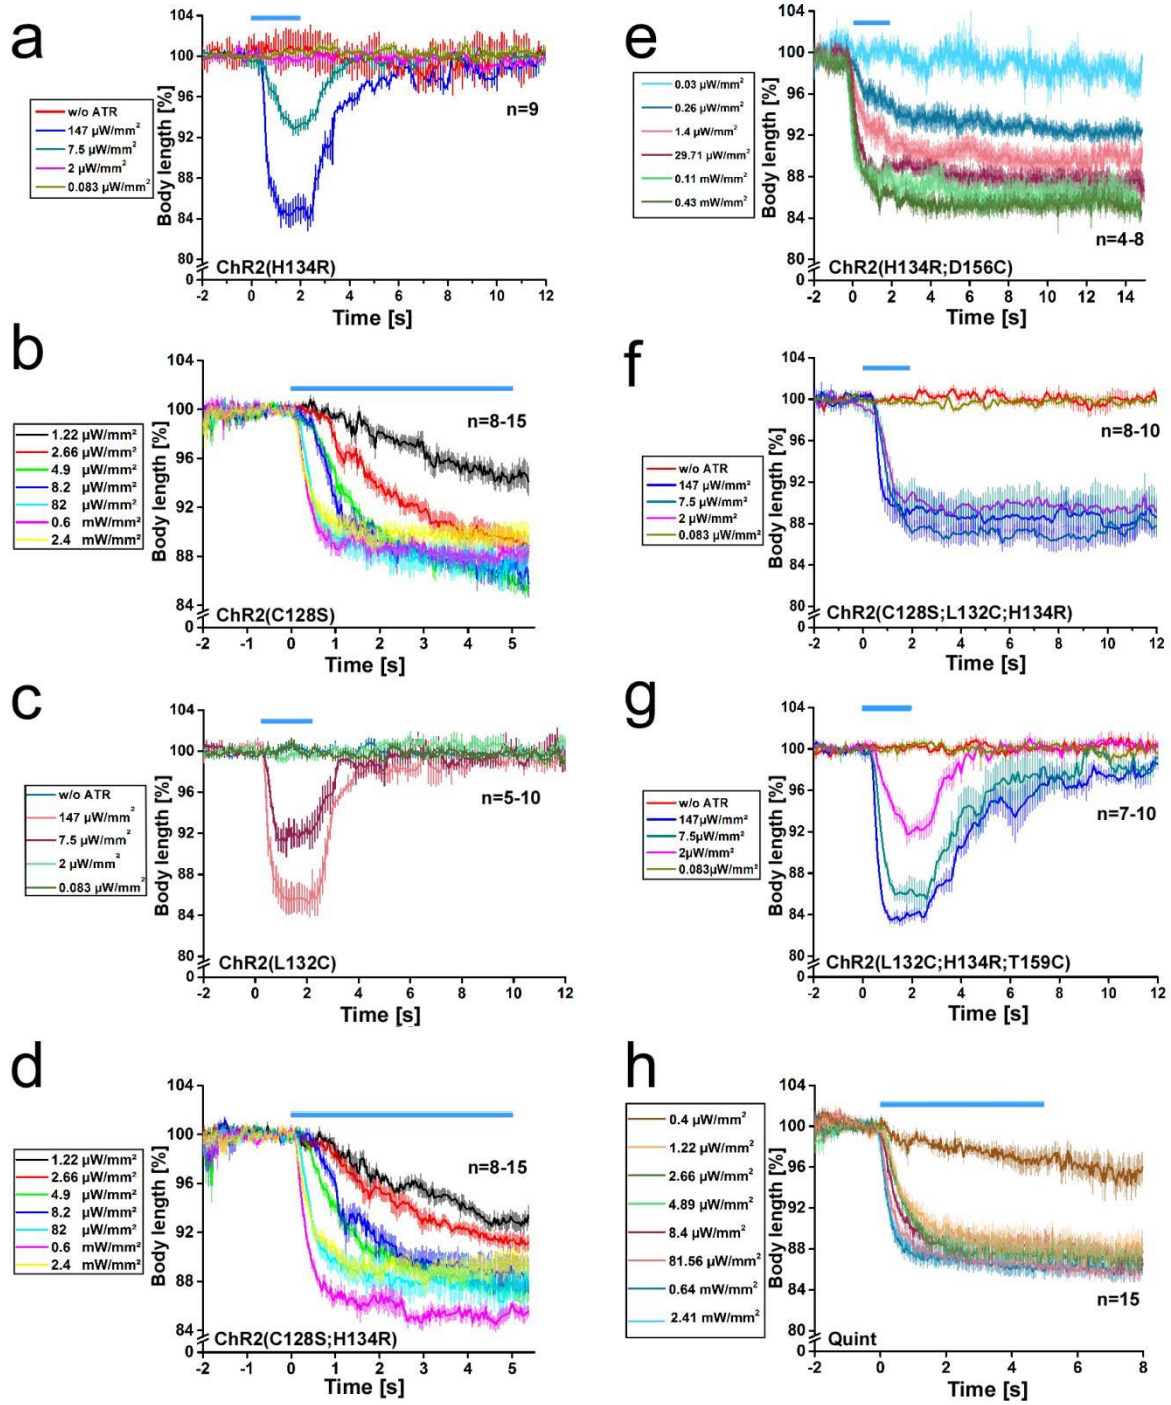 a
104
100
96
92
88
84
80
0
Body length [%]
w/o ATR
147 µW/mm²
7.5 µW/mm²
2 µW/mm²
0.083 µW/mm²
n=9
ChR2(H134R)
-2 0 2 4 6 8 10 12
Time [s]
b
104
100
96
92
88
84
0
Body length [%]
1.22 µW/mm²
2.66 µW/mm²
4.9 µW/mm²
8.2 µW/mm²
82 µW/mm²
0.6 mW/mm²
2.4 mW/mm²
n=8-15
ChR2(C128S)
-2 -1 0 1 2 3 4 5
Time [s]
c
104
100
96
92
88
84
80
0
Body length [%]
w/o ATR
147 µW/mm²
7.5 µW/mm²
2 µW/mm²
0.083 µW/mm²
n=5-10
ChR2(L132C)
-2 0 2 4 6 8 10 12
Time [s]
d
104
100
96
92
88
84
0
Body length [%]
1.22 µW/mm²
2.66 µW/mm²
4.9 µW/mm²
8.2 µW/mm²
82 µW/mm²
0.6 mW/mm²
2.4 mW/mm²
n=8-15
ChR2(C128S;H134R)
-2 -1 0 1 2 3 4 5
Time [s]
e
104
100
96
92
88
84
80
0
Body length [%]
0.03 µW/mm²
0.26 µW/mm²
1.4 µW/mm²
29.71 µW/mm²
0.11 mW/mm²
0.43 mW/mm²
n=4-8
ChR2(H134R;D156C)
-2 0 2 4 6 8 10 12 14
Time [s]
f
104
100
96
92
88
84
80
0
Body length [%]
w/o ATR
147 µW/mm²
7.5 µW/mm²
2 µW/mm²
0.083 µW/mm²
n=8-10
ChR2(C128S;L132C;H134R)
-2 0 2 4 6 8 10 12
Time [s]
g
104
100
96
92
88
84
80
0
Body length [%]
w/o ATR
147µW/mm²
7.5µW/mm²
2µW/mm²
0.083µW/mm²
n=7-10
ChR2(L132C;H134R;T159C)
-2 0 2 4 6 8 10 12
Time [s]
h
104
100
96
92
88
84
80
0
Body length [%]
0.4 µW/mm²
1.22 µW/mm²
2.66 µW/mm²
4.89 µW/mm²
8.4 µW/mm²
81.56 µW/mm²
0.64 mW/mm²
2.41 mW/mm²
n=15
Quint
-2 0 2 4 6 8
Time [s]